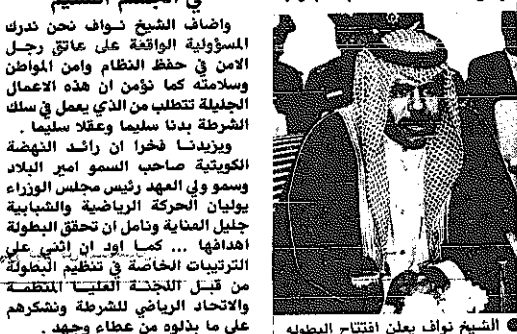 في الجسم السليم
واضاف الشيخ نواف نحن ندرك
المسؤولية الواقعة على عاتق رجل
الامن في حفظ النظام وامن المواطن
وسلامته كما نؤمن ان هذه الاعمال
الجليلة تتطلب من الذي يعمل في سلك
الشرطة بدنا سليما وعقلا سليما .
ويزيدنا فخرا ان رائد النهضة
الكويتية صاحب السمو امير البلاد
وسمو ولي العهد رئيس مجلس الوزراء
يوليان الحركة الرياضية والشبابية
جليل العناية ونامل ان تحقق البطولة
اهدافها ... كما اود ان اثني على
الترتيبات الخاصة في تنظيم البطولة
من قبل اللجنة العليا المنظمة
والاتحاد الرياضي للشرطة ونشكرهم
على ما بذلوه من عطاء وجهد .
● الشيخ نواف يعلن افتتاح البطولة